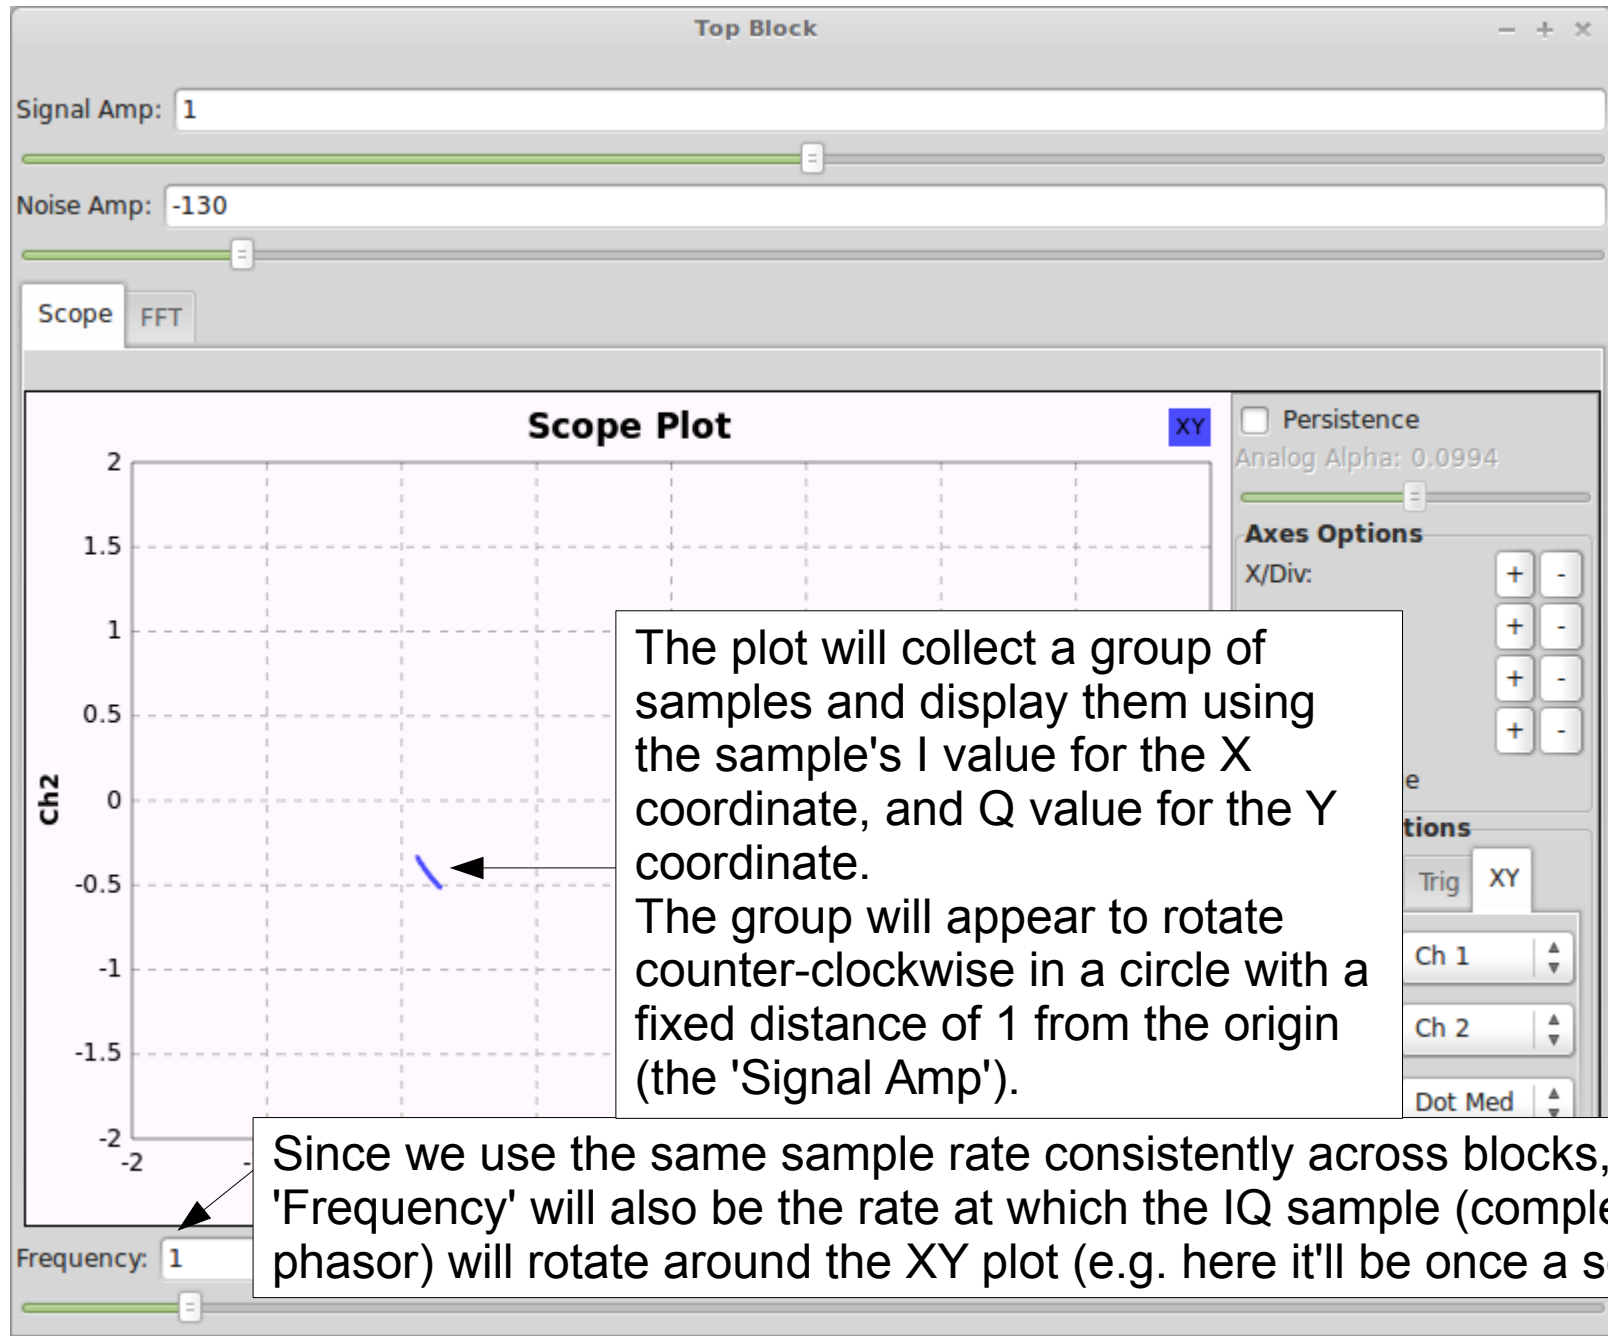 Top Block
Signal Amp: 1
Noise Amp: -130
Scope FFT
Scope Plot
XY
Persistence
Analog Alpha: 0.0994
Axes Options
X/Div: + -
+ -
+ -
+ -
e
tions
Trig XY
Ch 1
Ch 2
Dot Med
2
1.5
1
0.5
0
-0.5
-1
-1.5
-2
Ch2
-2 -
The plot will collect a group of
samples and display them using
the sample's I value for the X
coordinate, and Q value for the Y
coordinate.
The group will appear to rotate
counter-clockwise in a circle with a
fixed distance of 1 from the origin
(the 'Signal Amp').
Since we use the same sample rate consistently across blocks,
'Frequency' will also be the rate at which the IQ sample (comple
phasor) will rotate around the XY plot (e.g. here it'll be once a s
Frequency: 1